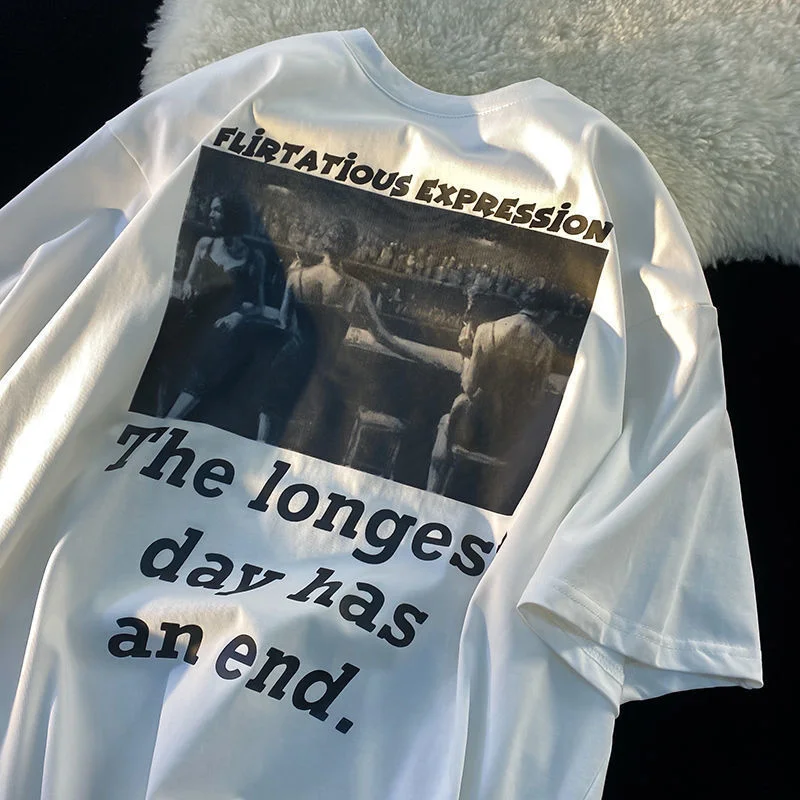 FLiRTATiOUS EXPRESSiON
The longest
day has
an end.